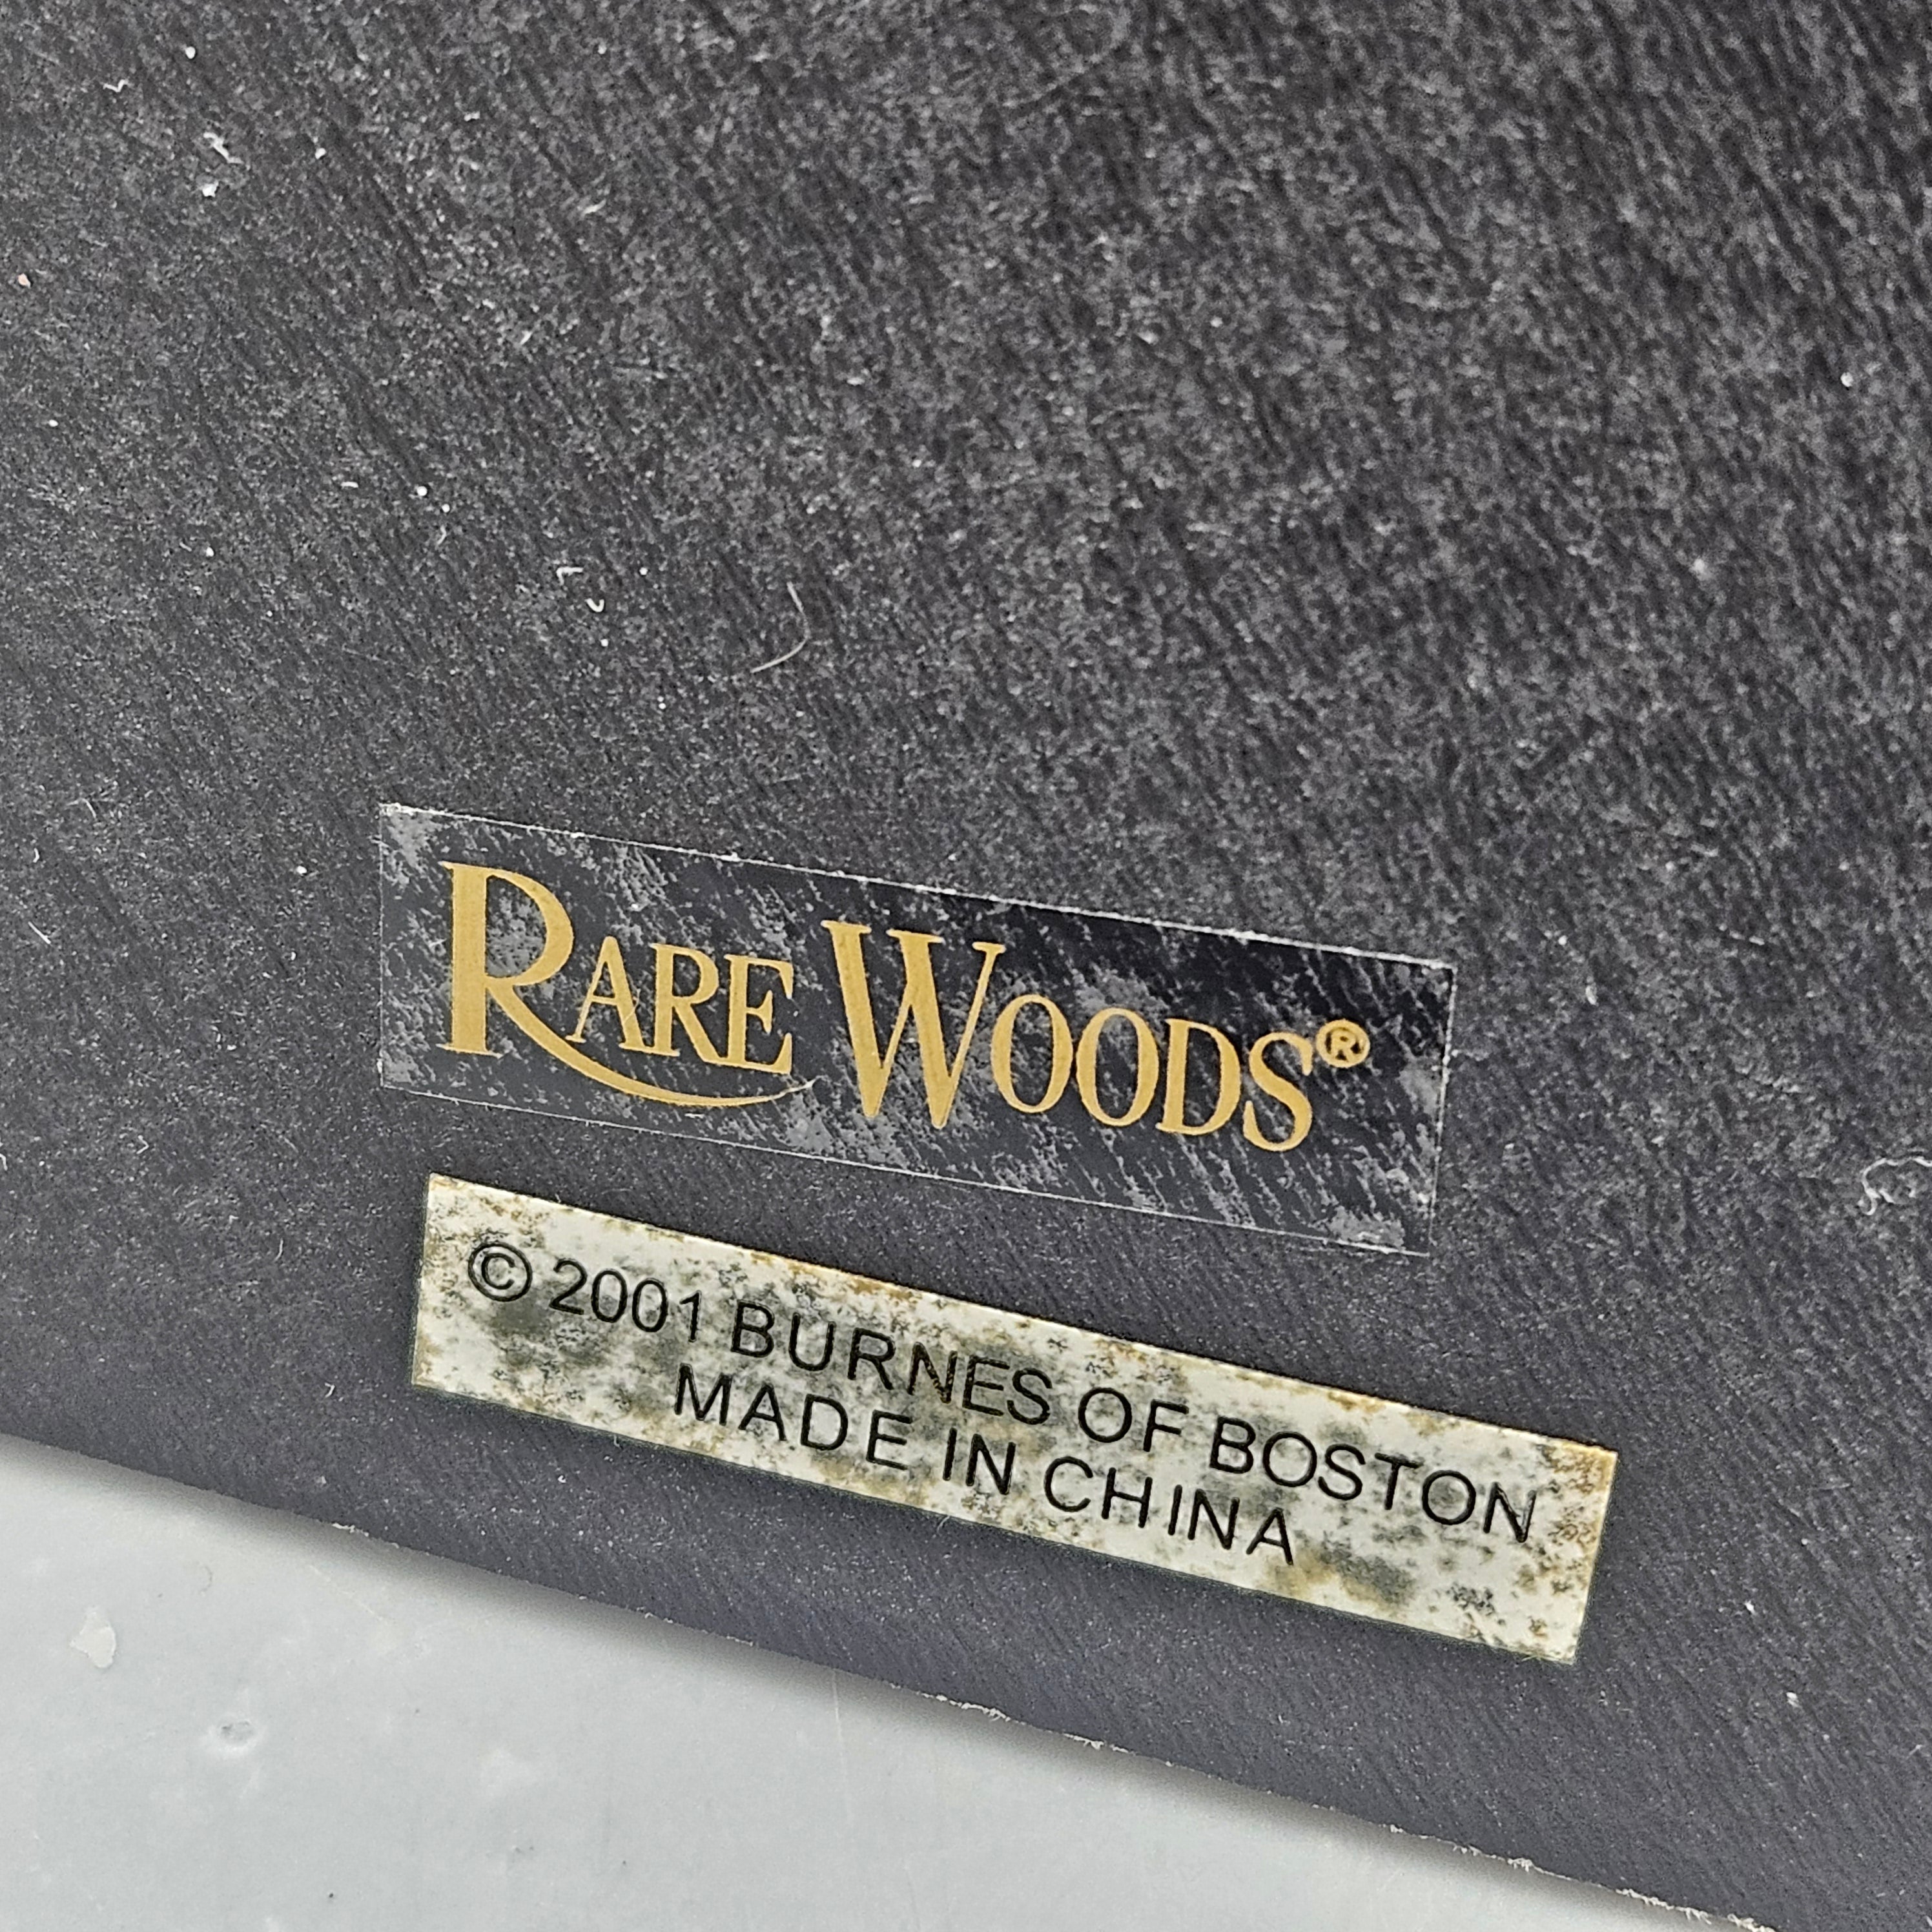 RARE WOODS®
© 2001 BURNES OF BOSTON
MADE IN CHINA